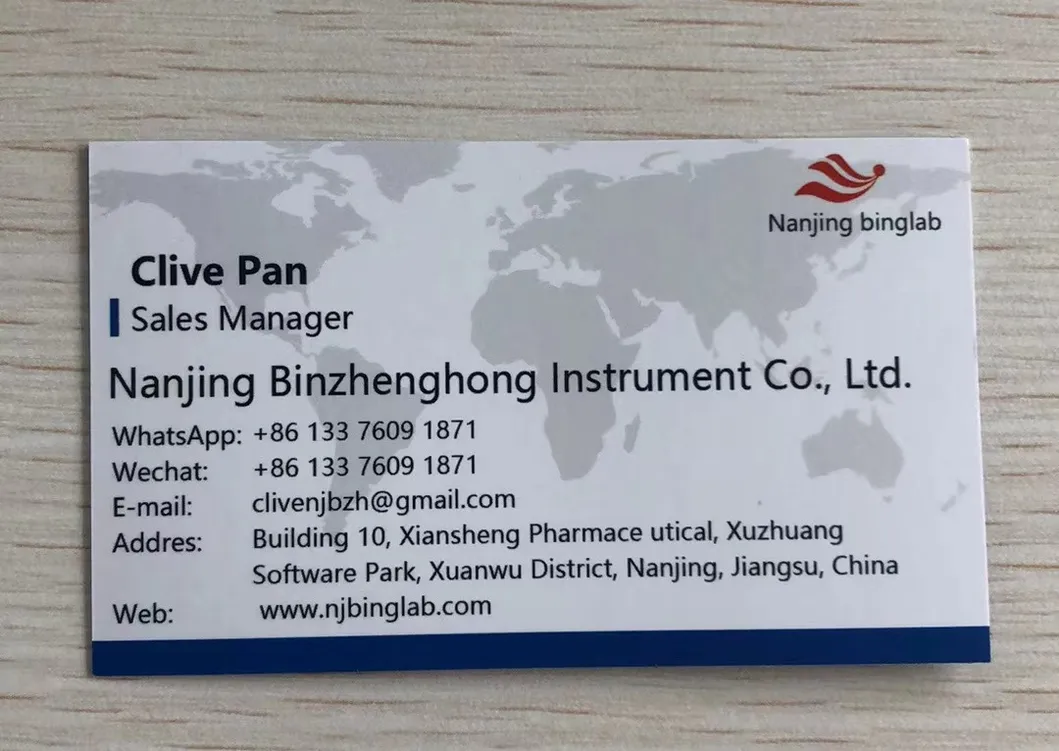 Nanjing binglab
Clive Pan
Sales Manager
Nanjing Binzhenghong Instrument Co., Ltd.
WhatsApp: +86 133 7609 1871
Wechat: +86 133 7609 1871
E-mail: clivenjbzh@gmail.com
Addres: Building 10, Xiansheng Pharmace utical, Xuzhuang
Software Park, Xuanwu District, Nanjing, Jiangsu, China
Web: www.njbinglab.com